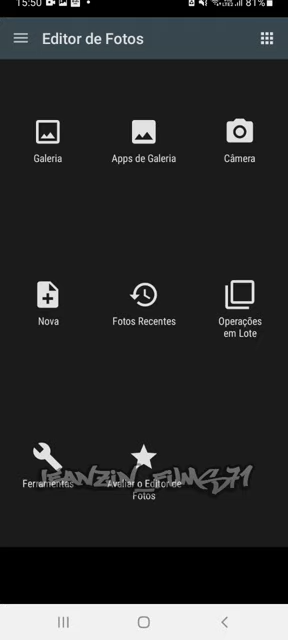 15:50
81%
Editor de Fotos
Galeria
Apps de Galeria
Câmera
Nova
Fotos Recentes
Operações
em Lote
Ferramentas
Avaliar o Editor de
Fotos